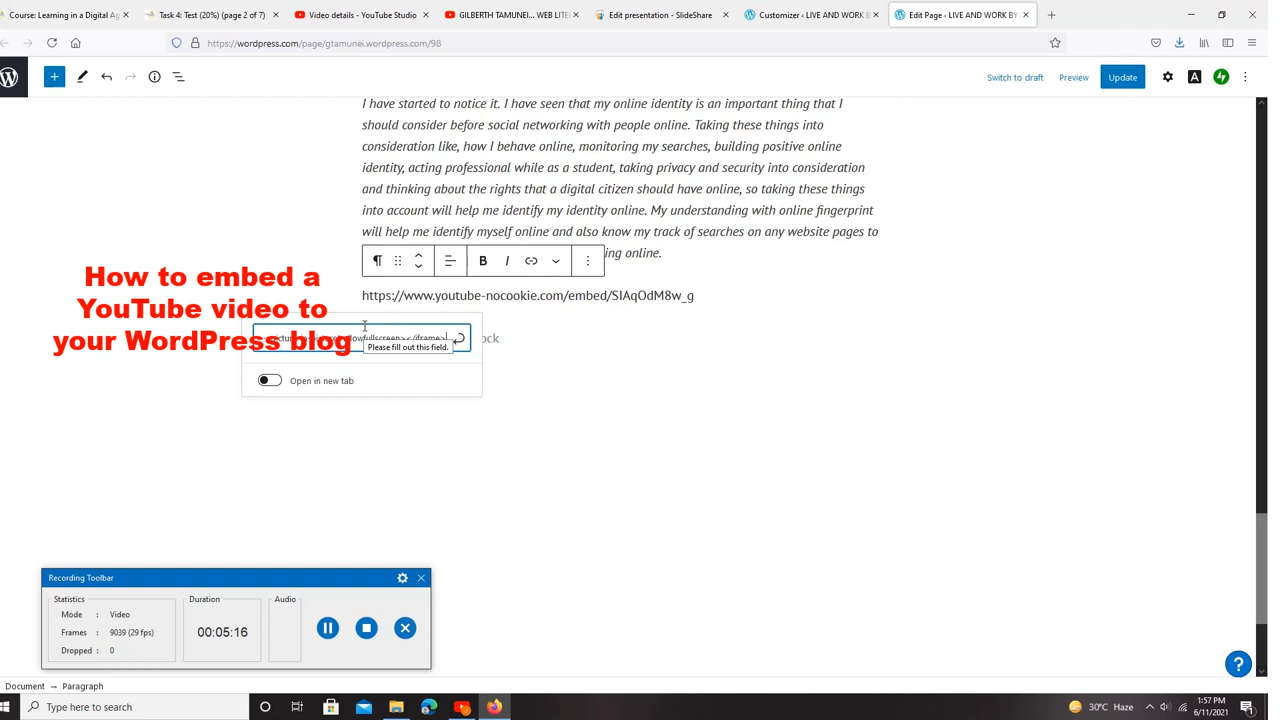 Course: Learning in a Digital Ag
Task 4: Test (20%) (page 2 of 7)
Video details - YouTube Studio
GILBERTH TAMUNEI... WEB LITE
Edit presentation - SlideShare
Customizer ‹ LIVE AND WORK B
Edit Page ‹ LIVE AND WORK BY
https://wordpress.com/page/gtamunei.wordpress.com/98
Switch to draft
Preview
Update
I have started to notice it. I have seen that my online identity is an important thing that I
should consider before social networking with people online. Taking these things into
consideration like, how I behave online, monitoring my searches, building positive online
identity, acting professional while as a student, taking privacy and security into consideration
and thinking about the rights that a digital citizen should have online, so taking these things
into account will help me identify my identity online. My understanding with online fingerprint
will help me identify myself online and also know my track of searches on any website pages to
ing online.
B I
https://www.youtube-nocookie.com/embed/SIAqOdM8w_g
How to embed a
YouTube video to
your WordPress blog
lowfullscreen></iframe>
ock
Please fill out this field.
Open in new tab
Recording Toolbar
Statistics
Mode : Video
Frames : 9039 (29 fps)
Dropped : 0
Duration
00:05:16
Audio
Document → Paragraph
Type here to search
30°C Haze
1:57 PM
6/11/2021